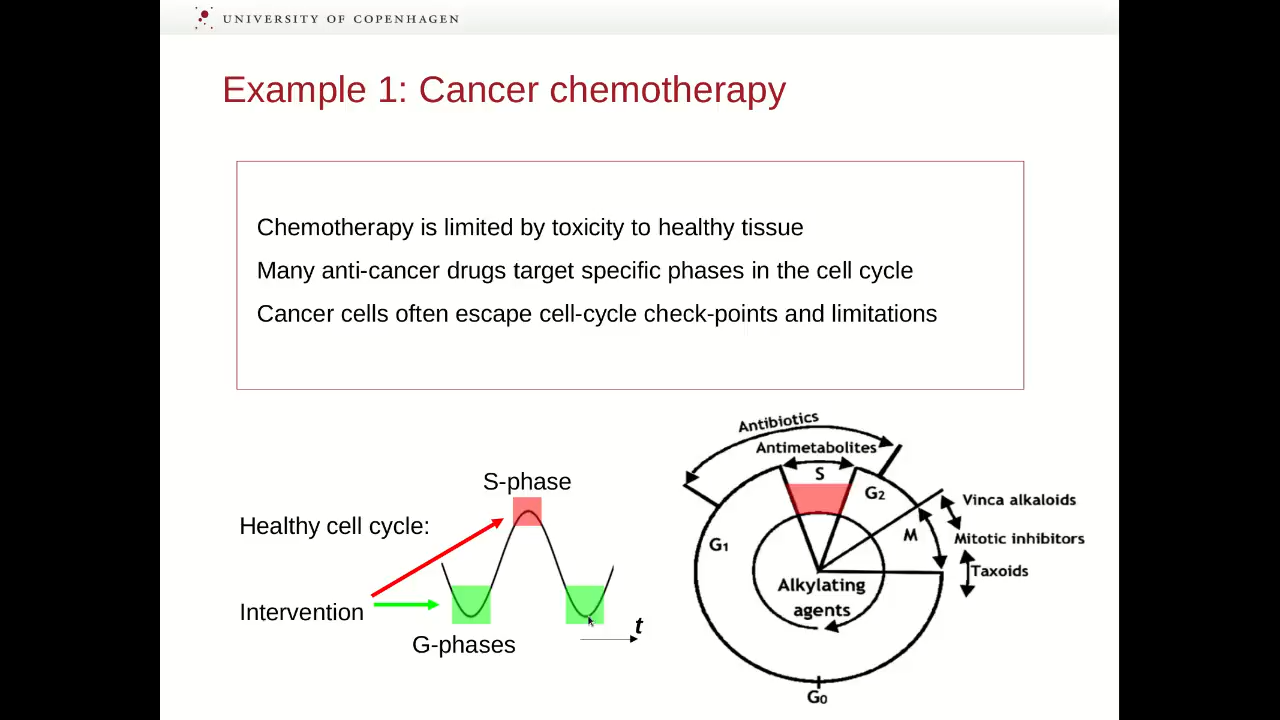 UNIVERSITY OF COPENHAGEN
Example 1: Cancer chemotherapy
Chemotherapy is limited by toxicity to healthy tissue
Many anti-cancer drugs target specific phases in the cell cycle
Cancer cells often escape cell-cycle check-points and limitations
S-phase
Healthy cell cycle:
Intervention
G-phases
t
Antibiotics
Antimetabolites
S
G2
Vinca alkaloids
M
Mitotic inhibitors
G1
Taxoids
Alkylating
agents
G0